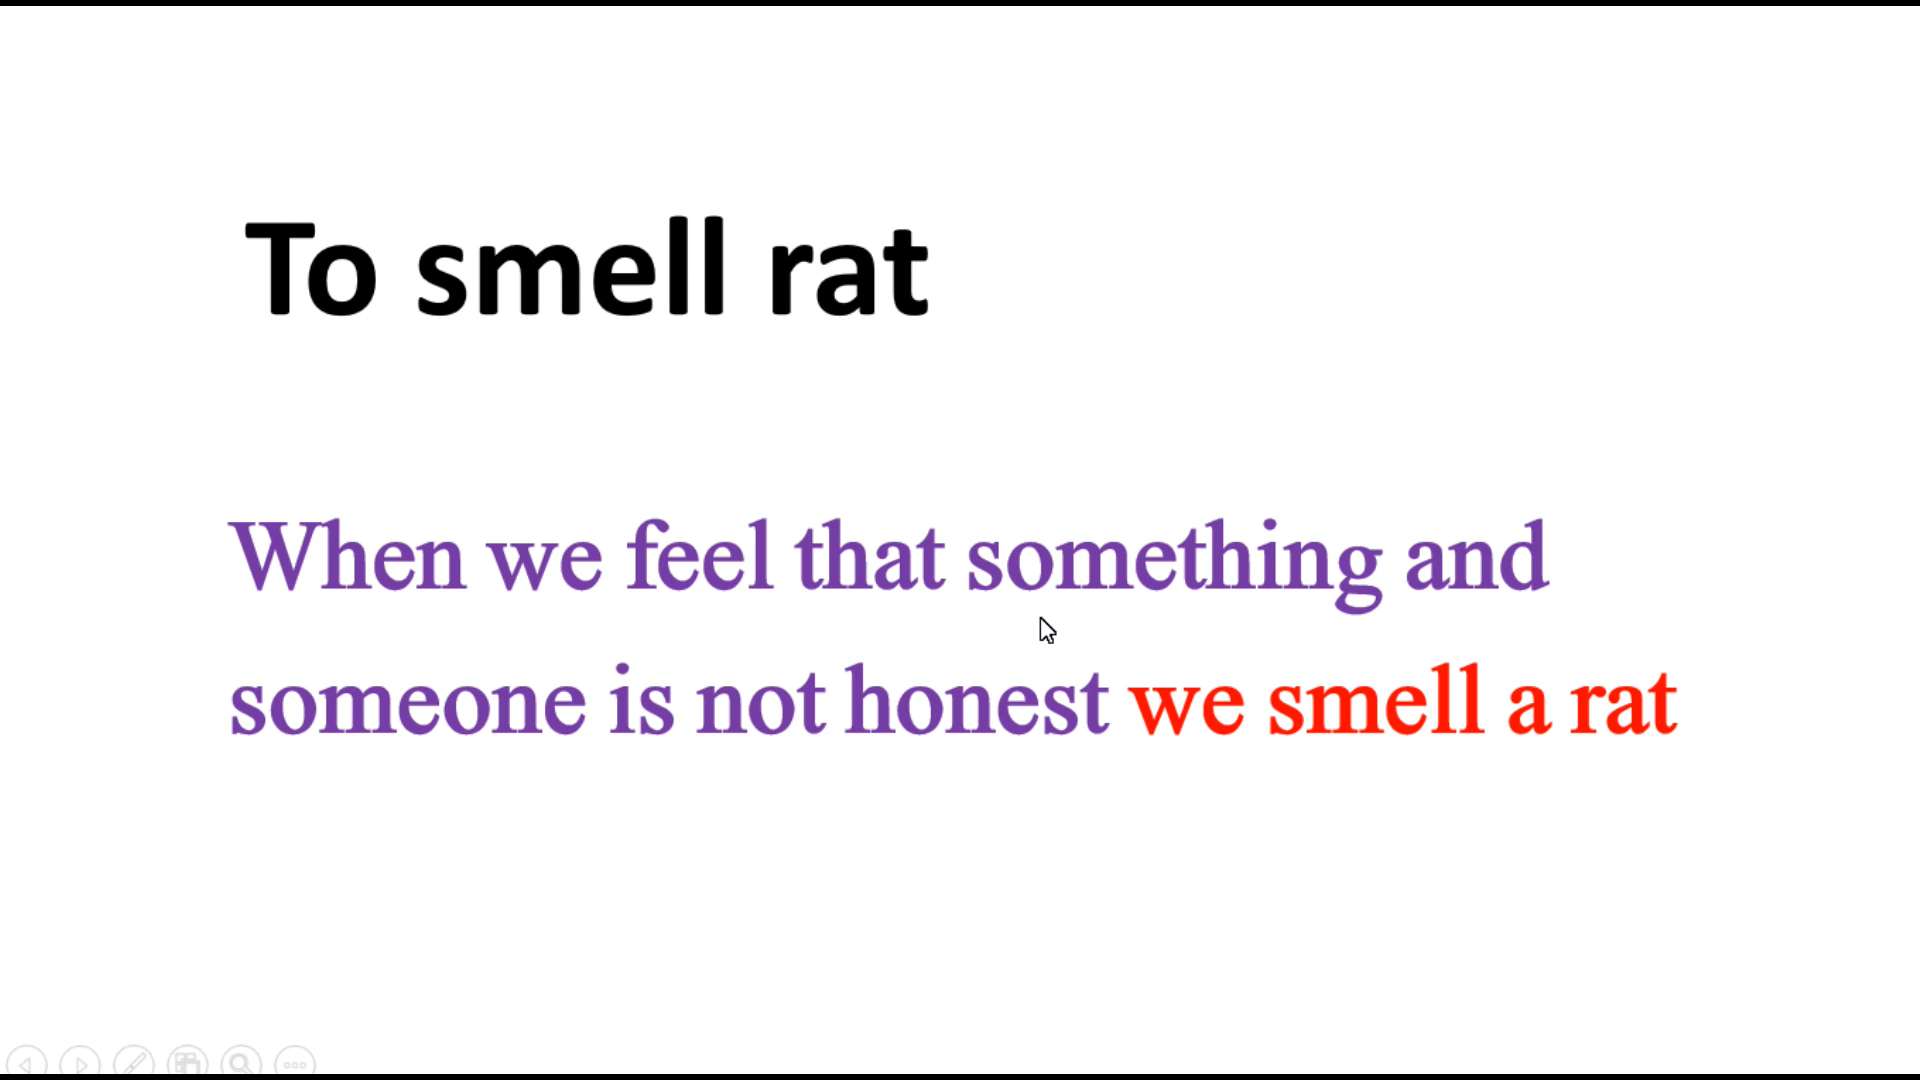 To smell rat
When we feel that something and
someone is not honest we smell a rat